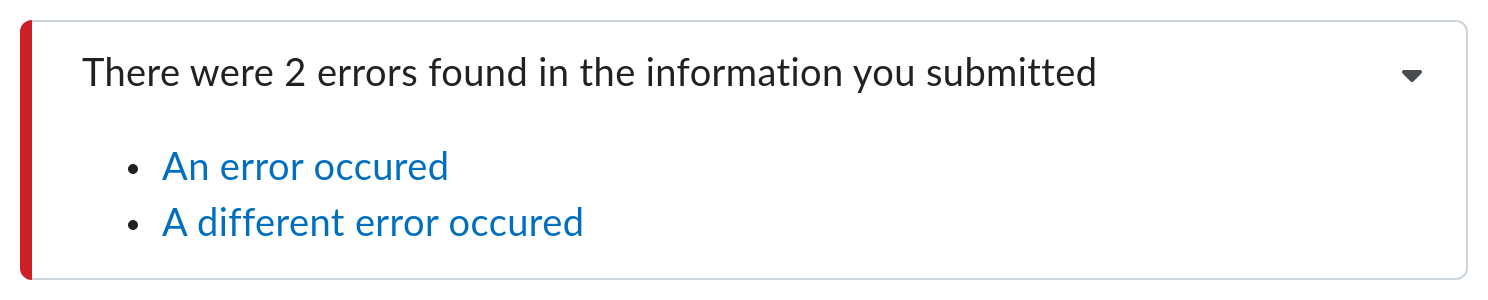 There were 2 errors found in the information you submitted
• An error occured
• A different error occured